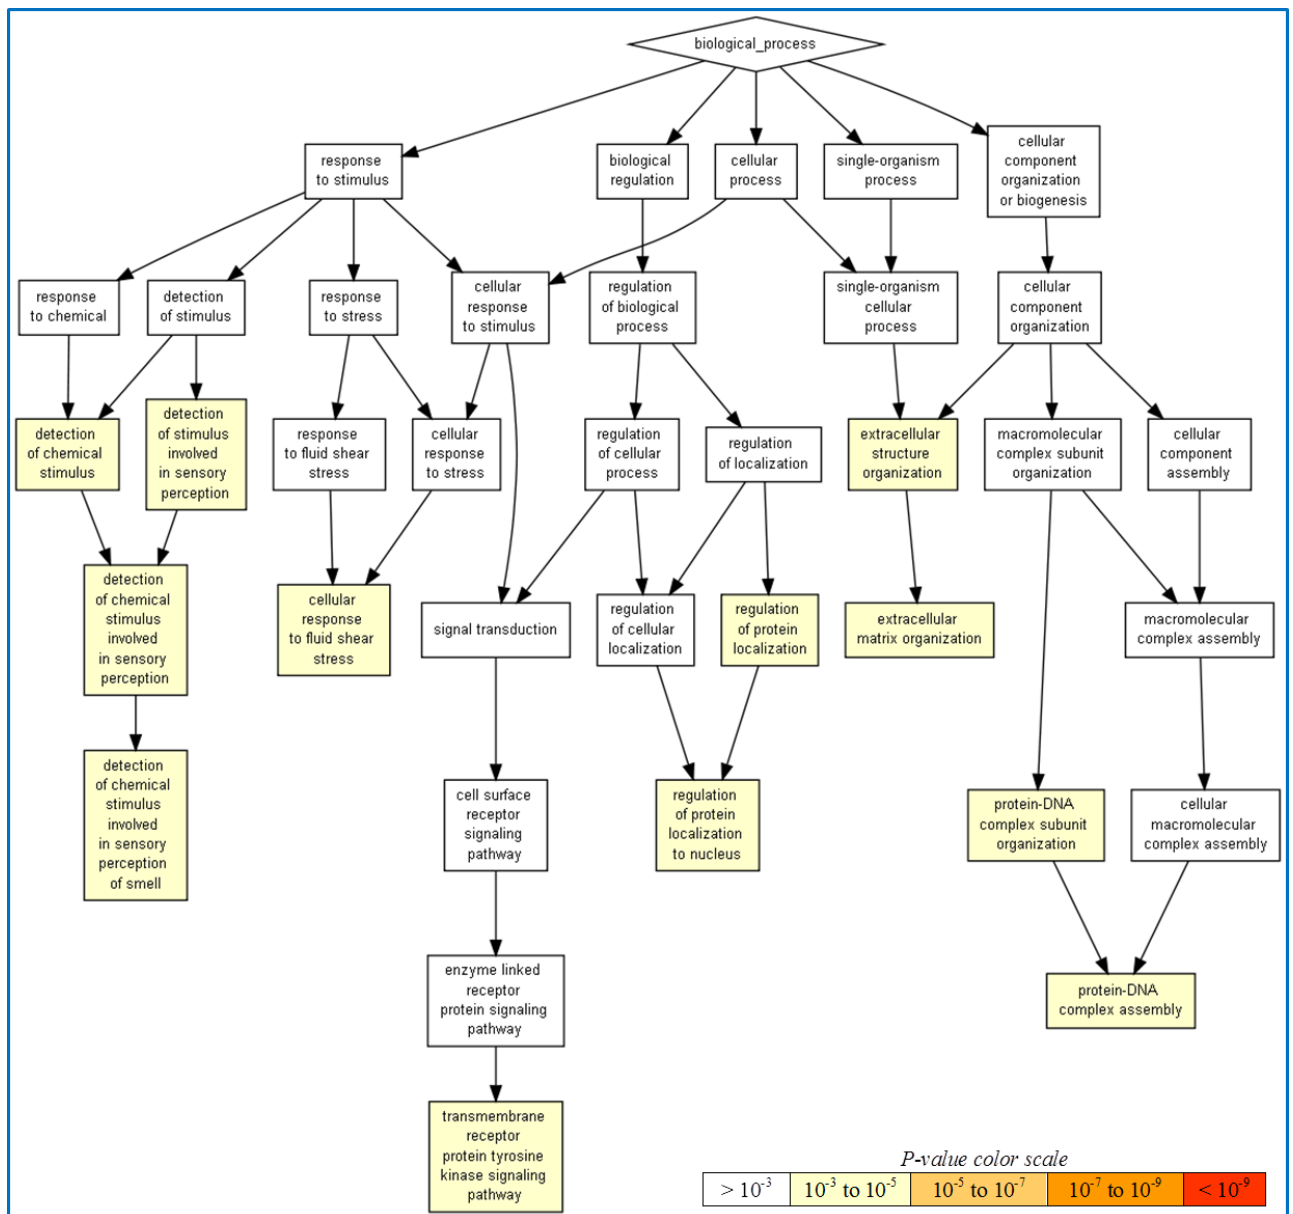 biological_process
response
to stimulus
biological
regulation
cellular
process
single-organism
process
cellular
component
organization
or biogenesis
response
to chemical
detection
of stimulus
response
to stress
cellular
response
to stimulus
regulation
of biological
process
single-organism
cellular
process
cellular
component
organization
detection
of chemical
stimulus
detection
of stimulus
involved
in sensory
perception
response
to fluid shear
stress
cellular
response
to stress
regulation
of cellular
process
regulation
of localization
extracellular
structure
organization
macromolecular
complex subunit
organization
cellular
component
assembly
detection
of chemical
stimulus
involved
in sensory
perception
cellular
response
to fluid shear
stress
signal transduction
regulation
of cellular
localization
regulation
of protein
localization
extracellular
matrix organization
macromolecular
complex assembly
detection
of chemical
stimulus
involved
in sensory
perception
of smell
cell surface
receptor
signaling
pathway
regulation
of protein
localization
to nucleus
protein-DNA
complex subunit
organization
cellular
macromolecular
complex assembly
enzyme linked
receptor
protein signaling
pathway
protein-DNA
complex assembly
transmembrane
receptor
protein tyrosine
kinase signaling
pathway
P-value color scale
> 10⁻³ 10⁻³ to 10⁻⁵ 10⁻⁵ to 10⁻⁷ 10⁻⁷ to 10⁻⁹ < 10⁻⁹